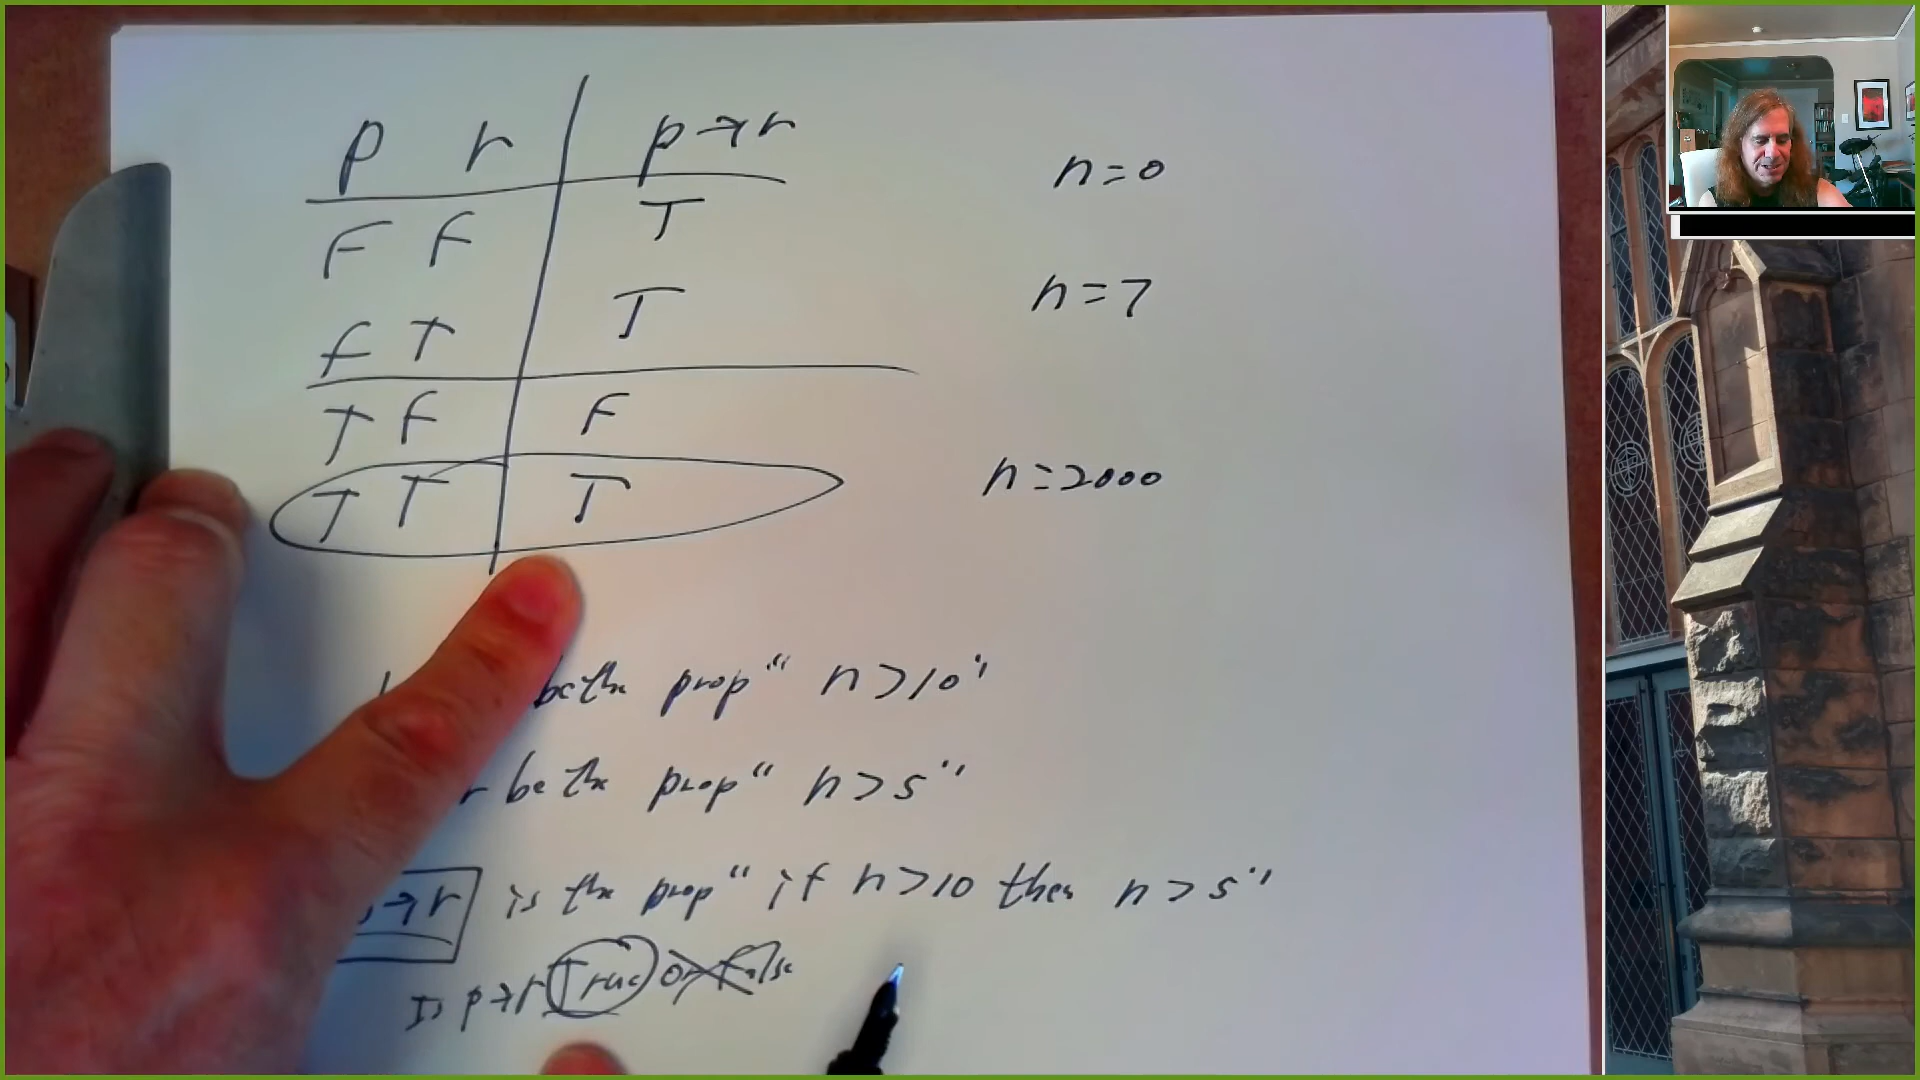 p r p→r
F F T n=0
F T T n=7
T F F
T T T n=2000
be the prop " n>10"
r be the prop " n>5"
→r is the prop " if n>10 then n>5"
Is p→r True or False